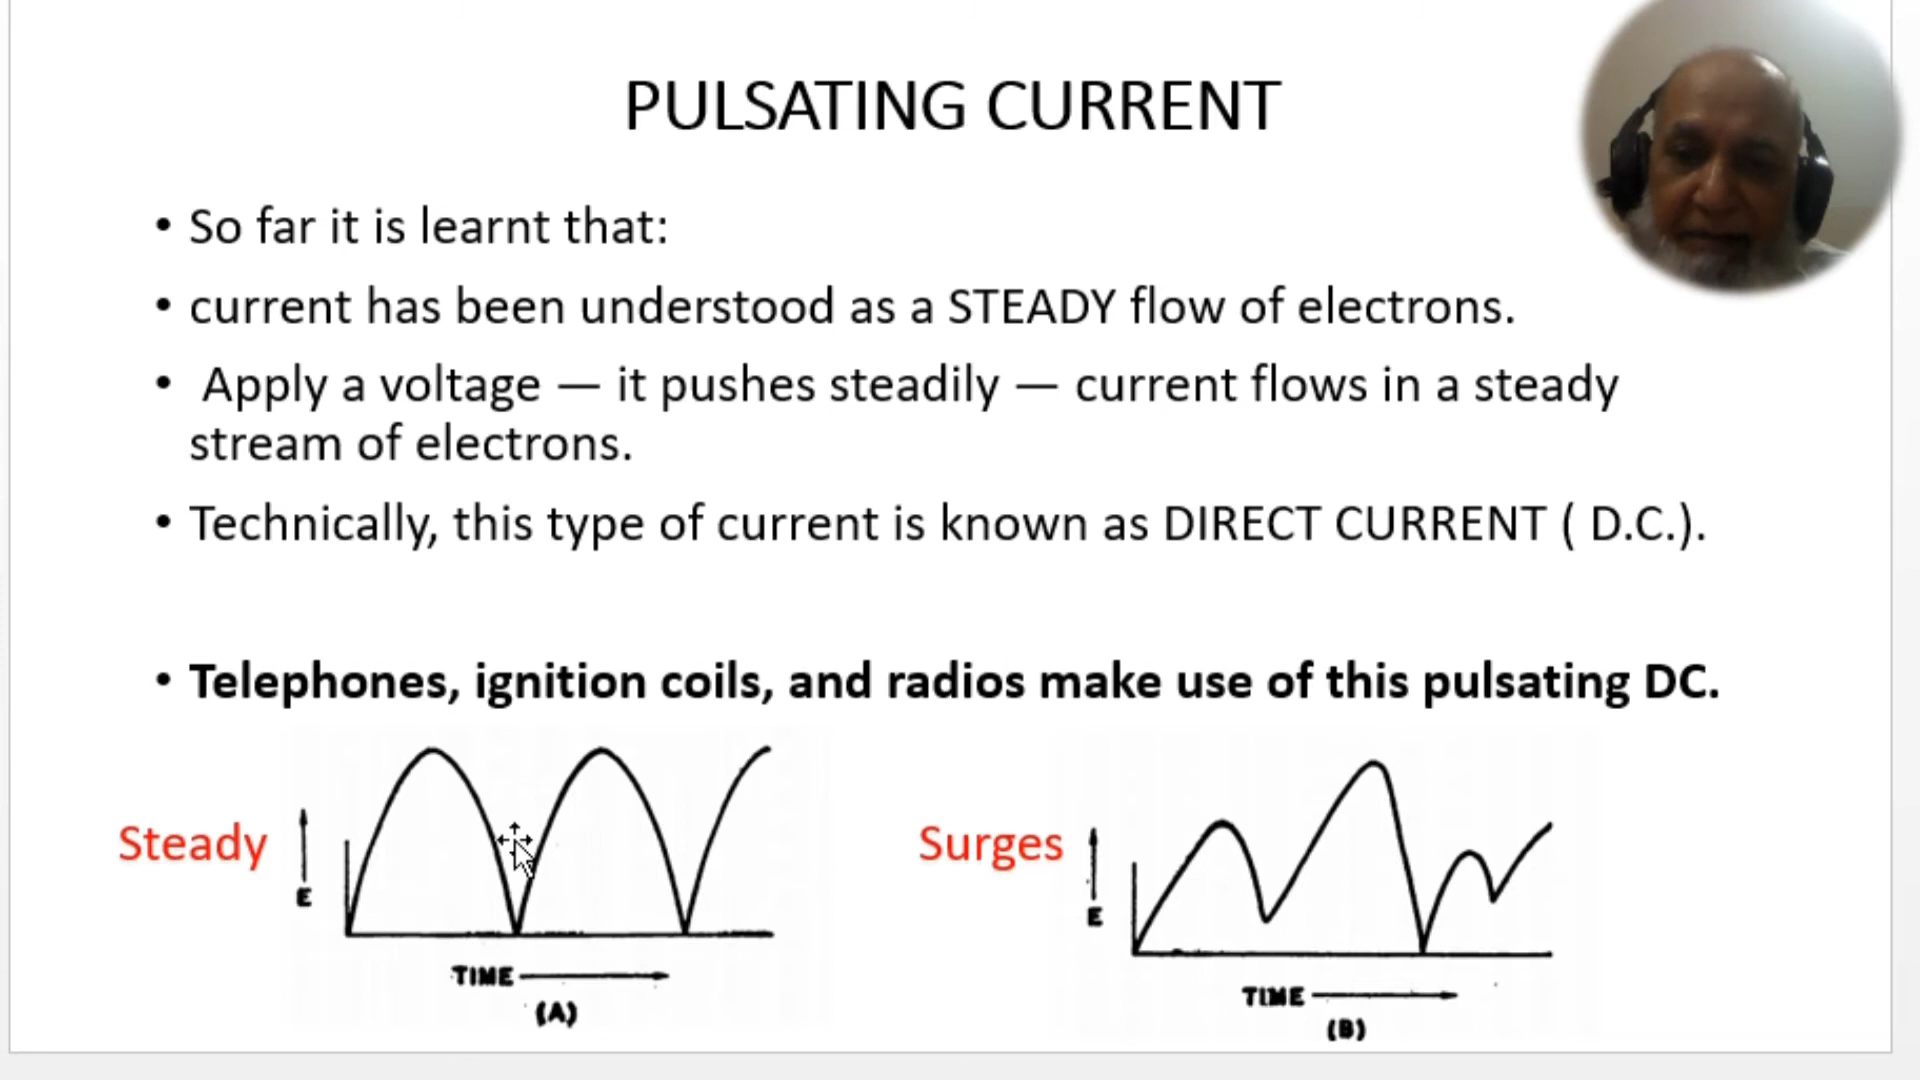 PULSATING CURRENT
• So far it is learnt that:
• current has been understood as a STEADY flow of electrons.
• Apply a voltage — it pushes steadily — current flows in a steady
stream of electrons.
• Technically, this type of current is known as DIRECT CURRENT ( D.C.).
• Telephones, ignition coils, and radios make use of this pulsating DC.
Steady
E
TIME
(A)
Surges
E
TIME
(B)